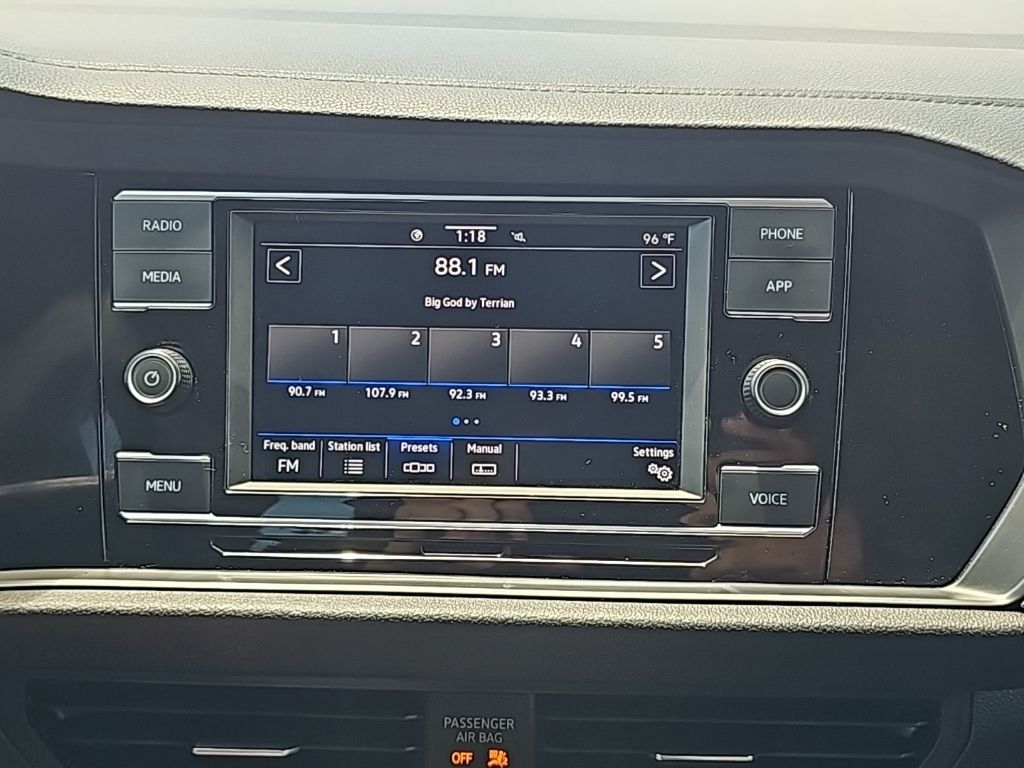 RADIO
MEDIA
MENU
1:18
96 °F
<
88.1 FM
>
Big God by Terrian
1 2 3 4 5
90.7 FM 107.9 FM 92.3 FM 93.3 FM 99.5 FM
Freq. band Station list Presets Manual Settings
FM
PHONE
APP
VOICE
PASSENGER
AIR BAG
OFF